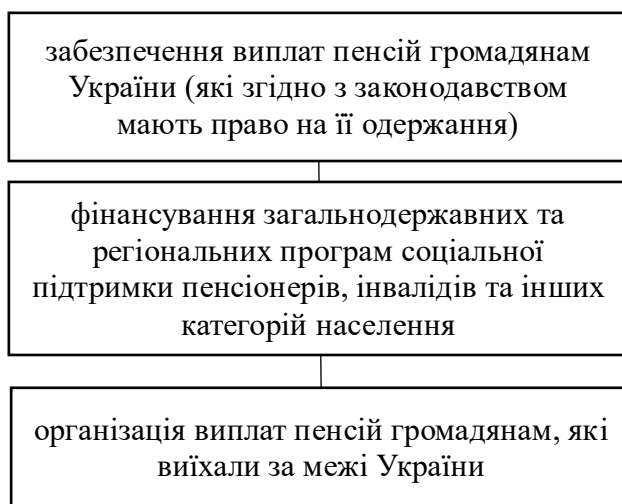 забезпечення виплат пенсій громадянам
України (які згідно з законодавством
мають право на її одержання)
фінансування загальнодержавних та
регіональних програм соціальної
підтримки пенсіонерів, інвалідів та інших
категорій населення
організація виплат пенсій громадянам, які
виїхали за межі України